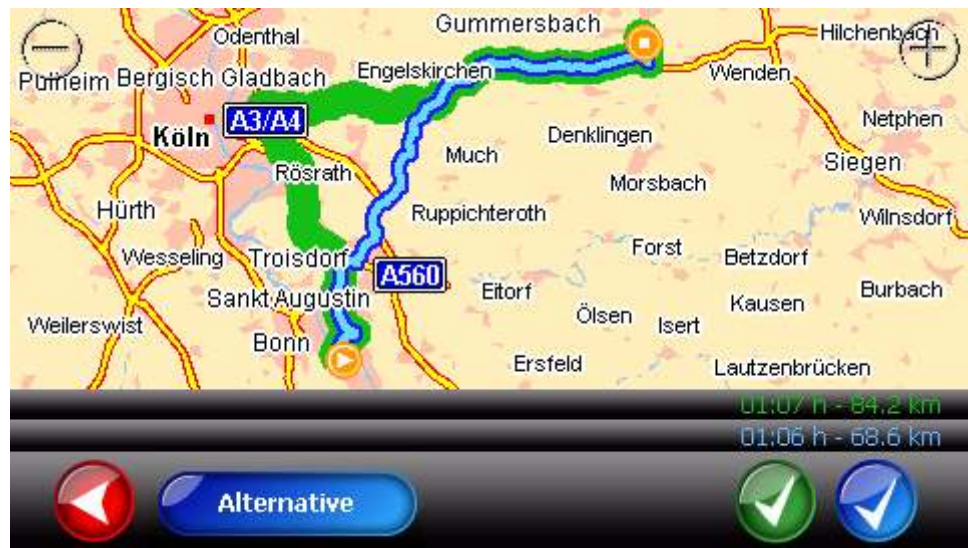 Gummersbach
Hilchenbach
Odenthal
Pulheim
Bergisch Gladbach
Engelskirchen
Wenden
A3/A4
Köln
Denklingen
Netphen
Much
Siegen
Rösrath
Morsbach
Hürth
Ruppichteroth
Wilnsdorf
Wesseling
Troisdorf
Forst
Betzdorf
A560
Sankt Augustin
Eitorf
Burbach
Kausen
Ölsen
Isert
Weilerswist
Bonn
Ersfeld
Lautzenbrücken
01:07 h - 84.2 km
01:06 h - 68.6 km
Alternative